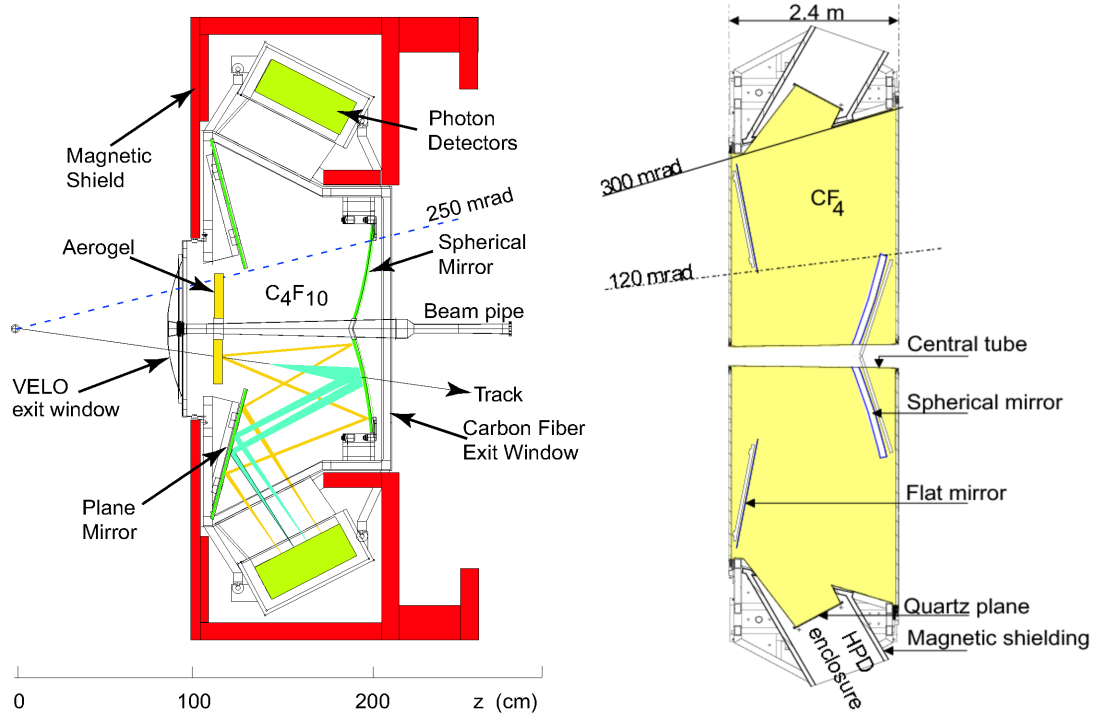 Magnetic
Shield
Photon
Detectors
250 mrad
Aerogel
Spherical
Mirror
C4F10
Beam pipe
VELO
exit window
Track
Carbon Fiber
Exit Window
Plane
Mirror
0
100
200
z (cm)
2.4 m
300 mrad
CF4
120 mrad
Central tube
Spherical mirror
Flat mirror
Quartz plane
HPD
enclosure
Magnetic shielding